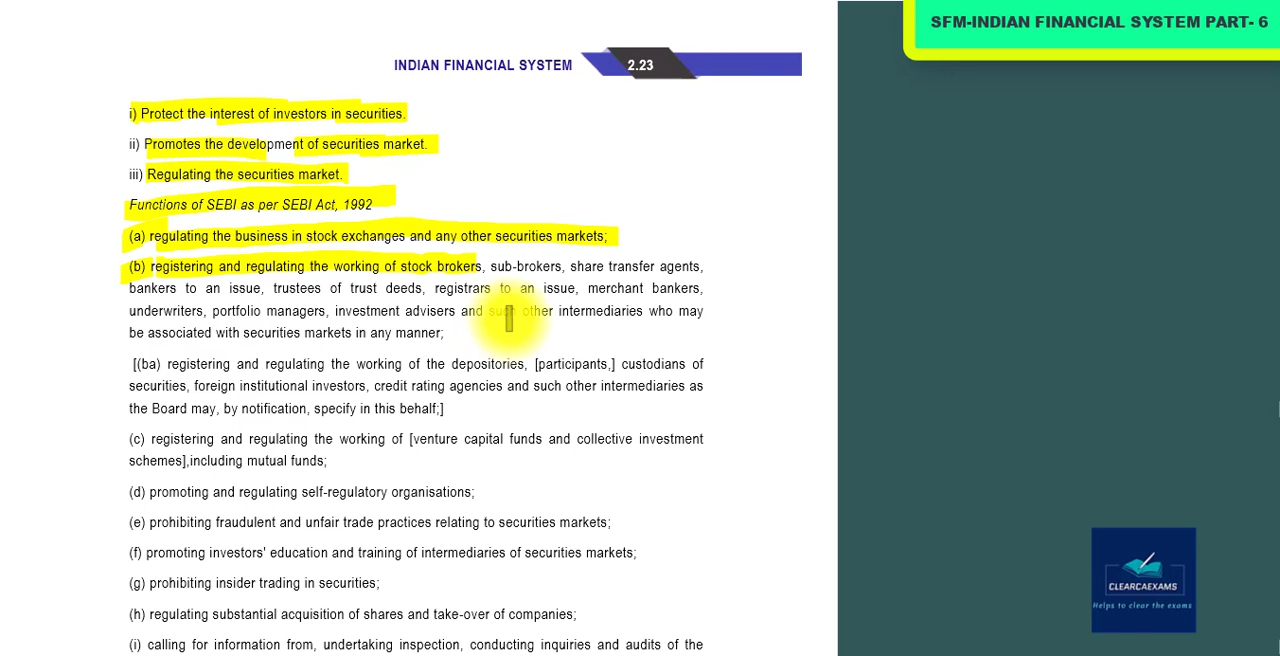 SFM-INDIAN FINANCIAL SYSTEM PART- 6
INDIAN FINANCIAL SYSTEM 2.23
i) Protect the interest of investors in securities.
ii) Promotes the development of securities market.
iii) Regulating the securities market.
Functions of SEBI as per SEBI Act, 1992
(a) regulating the business in stock exchanges and any other securities markets;
(b) registering and regulating the working of stock brokers, sub-brokers, share transfer agents,
bankers to an issue, trustees of trust deeds, registrars to an issue, merchant bankers,
underwriters, portfolio managers, investment advisers and such other intermediaries who may
be associated with securities markets in any manner;
[(ba) registering and regulating the working of the depositories, [participants,] custodians of
securities, foreign institutional investors, credit rating agencies and such other intermediaries as
the Board may, by notification, specify in this behalf;]
(c) registering and regulating the working of [venture capital funds and collective investment
schemes],including mutual funds;
(d) promoting and regulating self-regulatory organisations;
(e) prohibiting fraudulent and unfair trade practices relating to securities markets;
(f) promoting investors' education and training of intermediaries of securities markets;
(g) prohibiting insider trading in securities;
(h) regulating substantial acquisition of shares and take-over of companies;
(i) calling for information from, undertaking inspection, conducting inquiries and audits of the
CLEARCAEXAMS
Helps to clear the exams